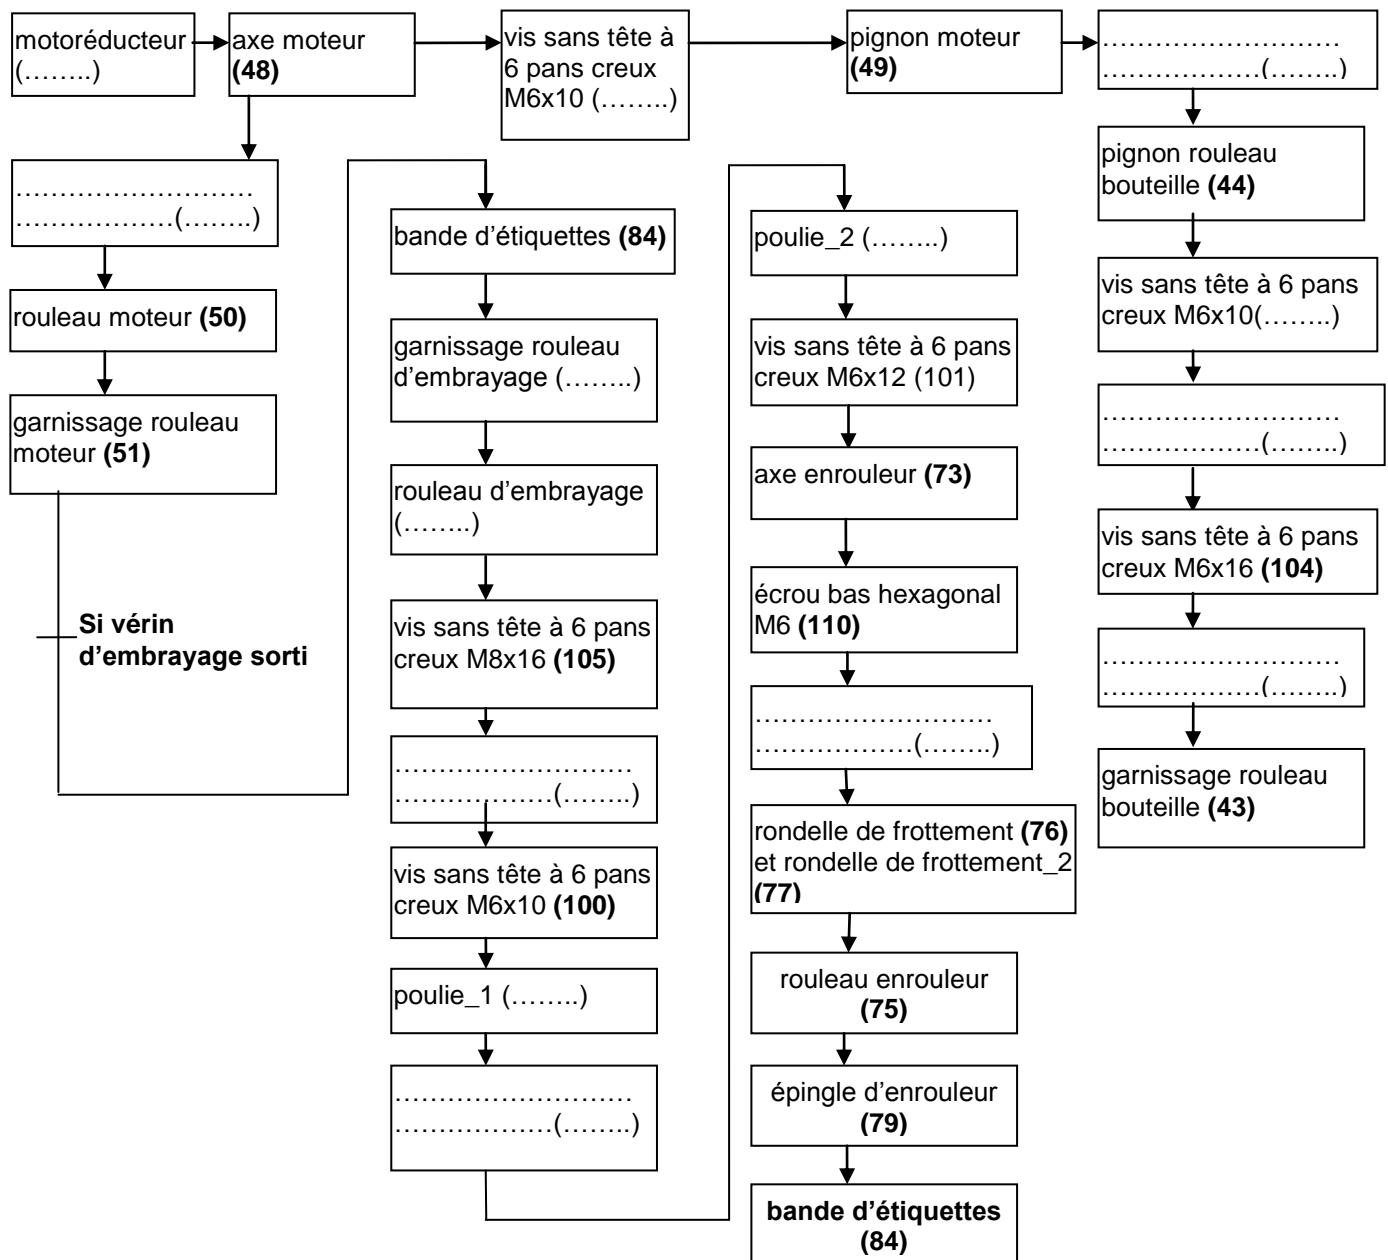 motoréducteur
(……..)
axe moteur
(48)
vis sans tête à
6 pans creux
M6x10 (……..)
pignon moteur
(49)
………………………
………………(……..)
pignon rouleau
bouteille (44)
vis sans tête à 6 pans
creux M6x10(……..)
………………………
………………(……..)
vis sans tête à 6 pans
creux M6x16 (104)
………………………
………………(……..)
garnissage rouleau
bouteille (43)
………………………
………………(……..)
rouleau moteur (50)
garnissage rouleau
moteur (51)
Si vérin
d’embrayage sorti
bande d’étiquettes (84)
garnissage rouleau
d’embrayage (……..)
rouleau d’embrayage
(……..)
vis sans tête à 6 pans
creux M8x16 (105)
………………………
………………(……..)
vis sans tête à 6 pans
creux M6x10 (100)
poulie_1 (……..)
………………………
………………(……..)
poulie_2 (……..)
vis sans tête à 6 pans
creux M6x12 (101)
axe enrouleur (73)
écrou bas hexagonal
M6 (110)
………………………
………………(……..)
rondelle de frottement (76)
et rondelle de frottement_2
(77)
rouleau enrouleur
(75)
épingle d’enrouleur
(79)
bande d’étiquettes
(84)